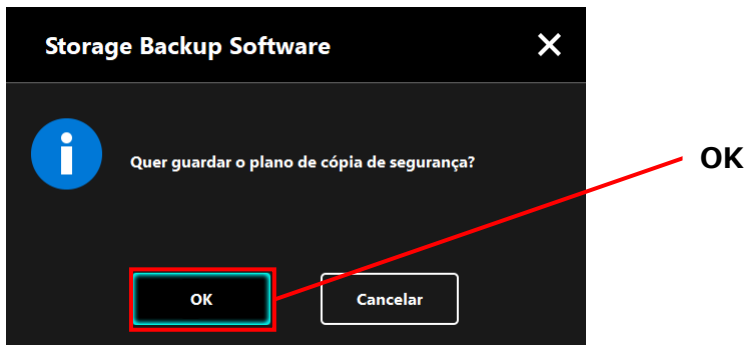 Storage Backup Software
Quer guardar o plano de cópia de segurança?
OK
OK
Cancelar